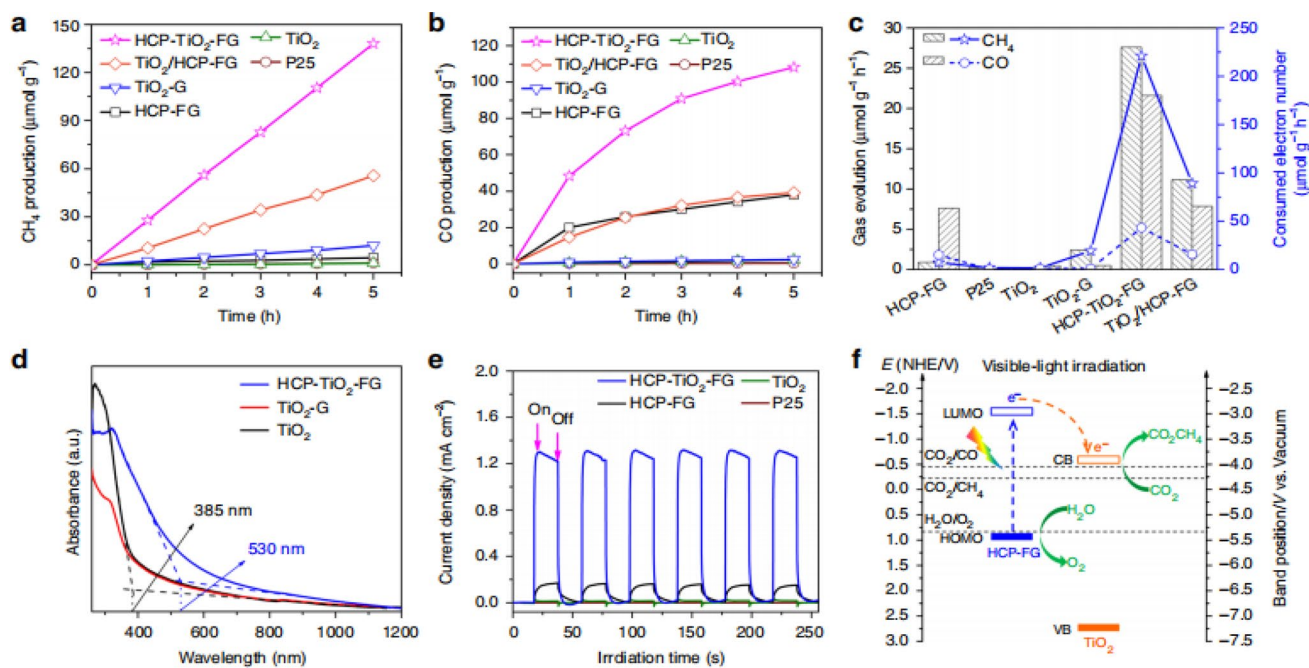 a
CH₄ production (μmol g⁻¹)
150
120
90
60
30
0
HCP-TiO₂-FG
TiO₂/HCP-FG
TiO₂-G
HCP-FG
TiO₂
P25
0 1 2 3 4 5
Time (h)
b
CO production (μmol g⁻¹)
120
100
80
60
40
20
0
HCP-TiO₂-FG
TiO₂/HCP-FG
TiO₂-G
HCP-FG
TiO₂
P25
0 1 2 3 4 5
Time (h)
c
Gas evolution (μmol g⁻¹ h⁻¹)
30
25
20
15
10
5
0
CH₄
CO
250
200
150
100
50
0
Consumed electron number
(μmol g⁻¹ h⁻¹)
HCP-FG
P25
TiO₂
TiO₂-G
HCP-TiO₂-FG
TiO₂/HCP-FG
d
Absorbance (a.u.)
HCP-TiO₂-FG
TiO₂-G
TiO₂
385 nm
530 nm
400 600 800 1000 1200
Wavelength (nm)
e
Current density (mA cm⁻²)
2.0
1.6
1.2
0.8
0.4
0.0
HCP-TiO₂-FG
HCP-FG
TiO₂
P25
On
Off
0 50 100 150 200 250
Irrdiation time (s)
f
E (NHE/V)
Visible-light irradiation
−2.0
−1.5
−1.0
−0.5
0.0
0.5
1.0
1.5
2.0
2.5
3.0
LUMO
e⁻
CO₂/CO
CO₂/CH₄
H₂O/O₂
HOMO
HCP-FG
H₂O
O₂
CB
e⁻
CO₂CH₄
CO₂
VB
TiO₂
−2.5
−3.0
−3.5
−4.0
−4.5
−5.0
−5.5
−6.0
−6.5
−7.0
−7.5
Band position/V vs. Vacuum